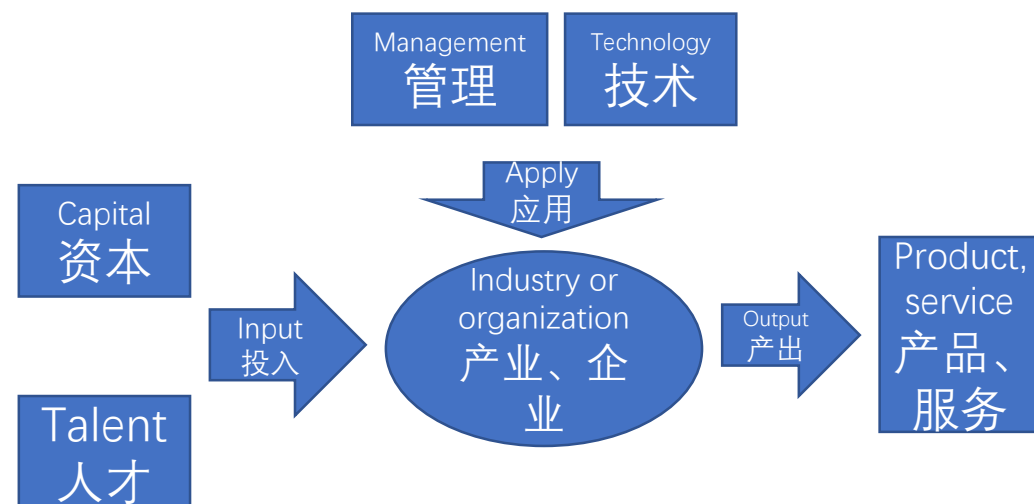 Management
管理
Technology
技术
Apply
应用
Capital
资本
Input
投入
Talent
人才
Industry or
organization
产业、企
业
Output
产出
Product,
service
产品、
服务